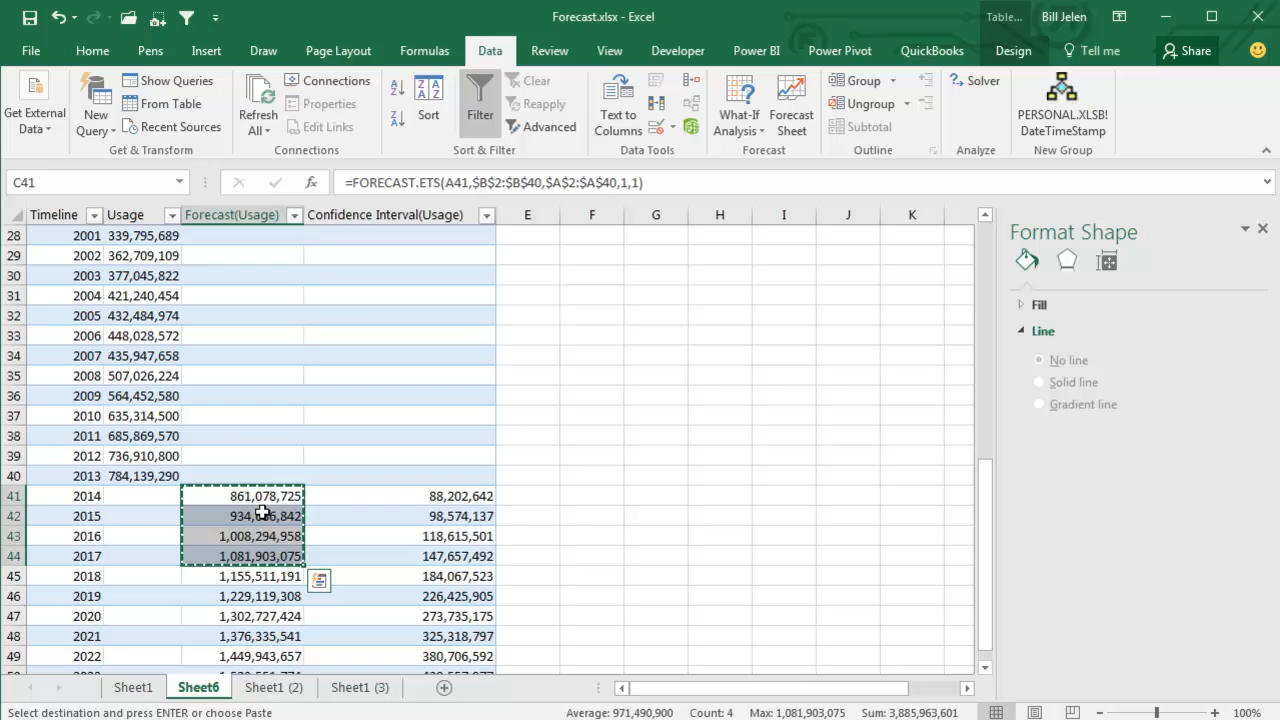 Forecast.xlsx - Excel
Table... Bill Jelen
File Home Pens Insert Draw Page Layout Formulas Data Review View Developer Power BI Power Pivot QuickBooks Design Tell me Share
Get External Data
New Query
Show Queries
From Table
Recent Sources
Get & Transform
Refresh All
Connections
Properties
Edit Links
Connections
Sort
Filter
Clear
Reapply
Advanced
Sort & Filter
Text to Columns
Data Tools
What-If Analysis
Forecast Sheet
Forecast
Group
Ungroup
Subtotal
Outline
Solver
Analyze
PERSONAL.XLSB! DateTimeStamp
New Group
C41 fx =FORECAST.ETS(A41,$B$2:$B$40,$A$2:$A$40,1,1)
Timeline Usage Forecast(Usage) Confidence Interval(Usage) E F G H I J K
28 2001 339,795,689
29 2002 362,709,109
30 2003 377,045,822
31 2004 421,240,454
32 2005 432,484,974
33 2006 448,028,572
34 2007 435,947,658
35 2008 507,026,224
36 2009 564,452,580
37 2010 635,314,500
38 2011 685,869,570
39 2012 736,910,800
40 2013 784,139,290
41 2014 861,078,725 88,202,642
42 2015 98,574,137
43 2016 1,008,294,958 118,615,501
44 2017 1,081,903,075 147,657,492
45 2018 1,155,511,191 184,067,523
46 2019 1,229,119,308 226,425,905
47 2020 1,302,727,424 273,735,175
48 2021 1,376,335,541 325,318,797
49 2022 1,449,943,657 380,706,592
Format Shape
Fill
Line
No line
Solid line
Gradient line
Sheet1 Sheet6 Sheet1 (2) Sheet1 (3)
Select destination and press ENTER or choose Paste Average: 971,490,900 Count: 4 Max: 1,081,903,075 Sum: 3,885,963,601 100%